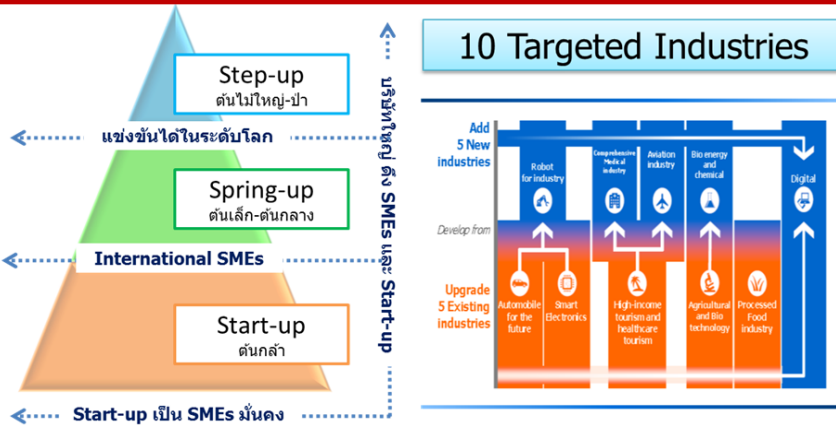 Step-up
ต้นไม้ใหญ่-ป่า
แข่งขันได้ในระดับโลก
Spring-up
ต้นเล็ก-ต้นกลาง
International SMEs
Start-up
ต้นกล้า
Start-up เป็น SMEs มั่นคง
บริษัทใหญ่ ดึง SMEs และ Start-up
10 Targeted Industries
Add
5 New
industries
Robot
for industry
Comprehensive
Medical
industry
Aviation
industry
Bio energy
and
chemical
Digital
Develop from
Upgrade
5 Existing
industries
Automobile
for the
future
Smart
Electronics
High-income
tourism and
healthcare
tourism
Agricultural
and Bio
technology
Processed
Food
industry